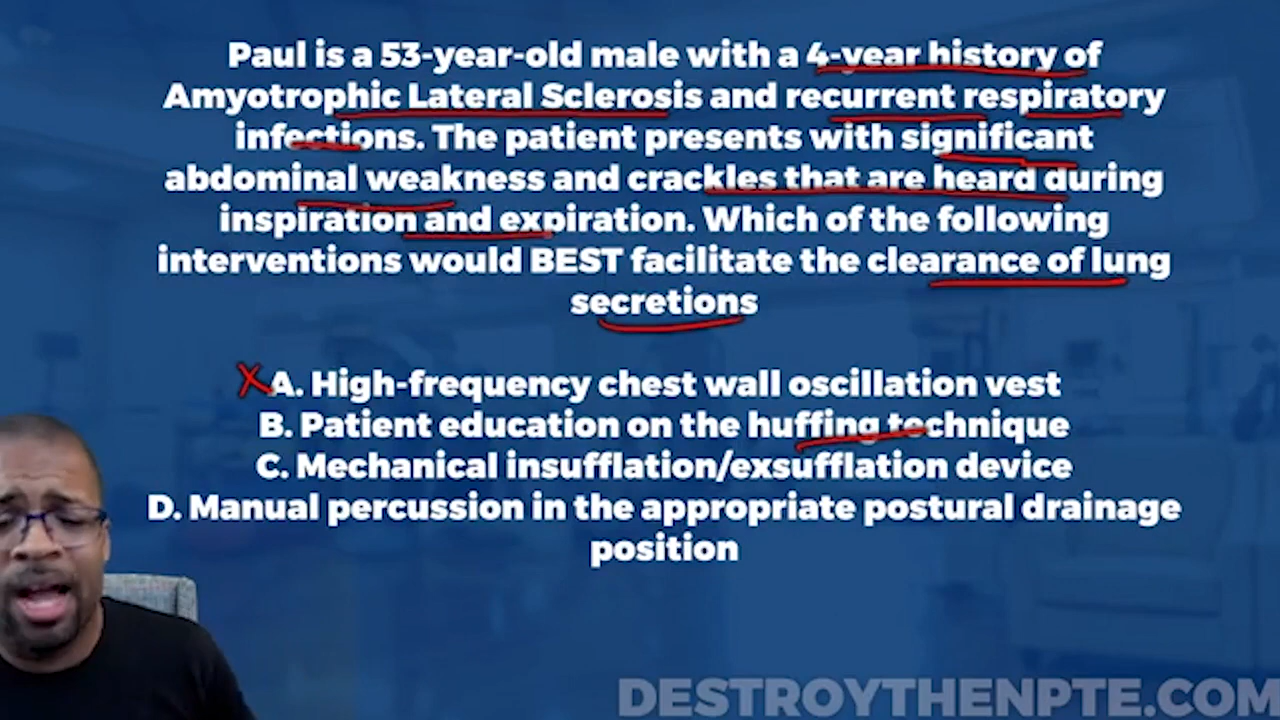 Paul is a 53-year-old male with a 4-year history of
Amyotrophic Lateral Sclerosis and recurrent respiratory
infections. The patient presents with significant
abdominal weakness and crackles that are heard during
inspiration and expiration. Which of the following
interventions would BEST facilitate the clearance of lung
secretions
A. High-frequency chest wall oscillation vest
B. Patient education on the huffing technique
C. Mechanical insufflation/exsufflation device
D. Manual percussion in the appropriate postural drainage
position
DESTROYTHENPTE.COM